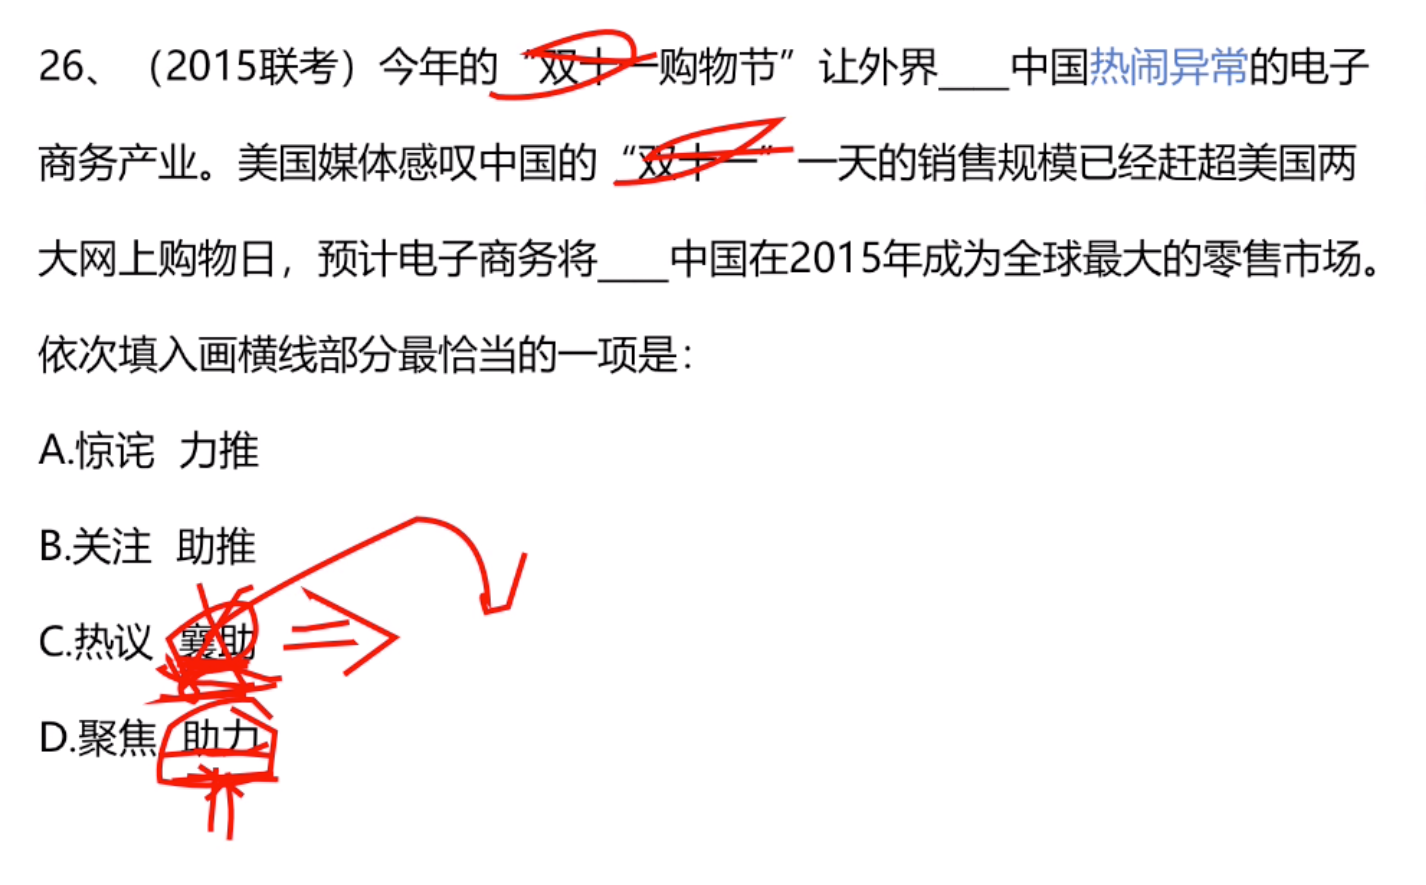 26、（2015联考）今年的“双十一购物节”让外界____中国热闹异常的电子
商务产业。美国媒体感叹中国的“双十一”一天的销售规模已经赶超美国两
大网上购物日，预计电子商务将____中国在2015年成为全球最大的零售市场。
依次填入画横线部分最恰当的一项是：
A.惊诧 力推
B.关注 助推
C.热议 襄助
D.聚焦 助力